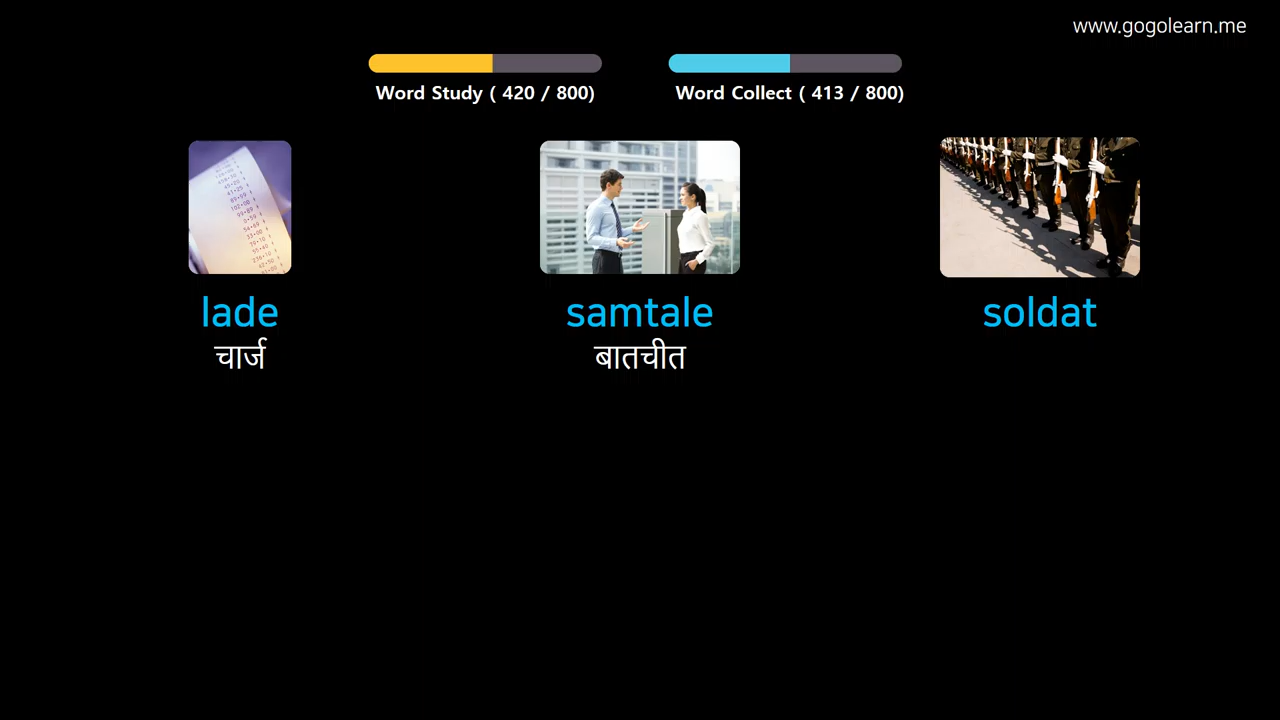 www.gogolearn.me
Word Study ( 420 / 800)
Word Collect ( 413 / 800)
lade
चार्ज
samtale
बातचीत
soldat